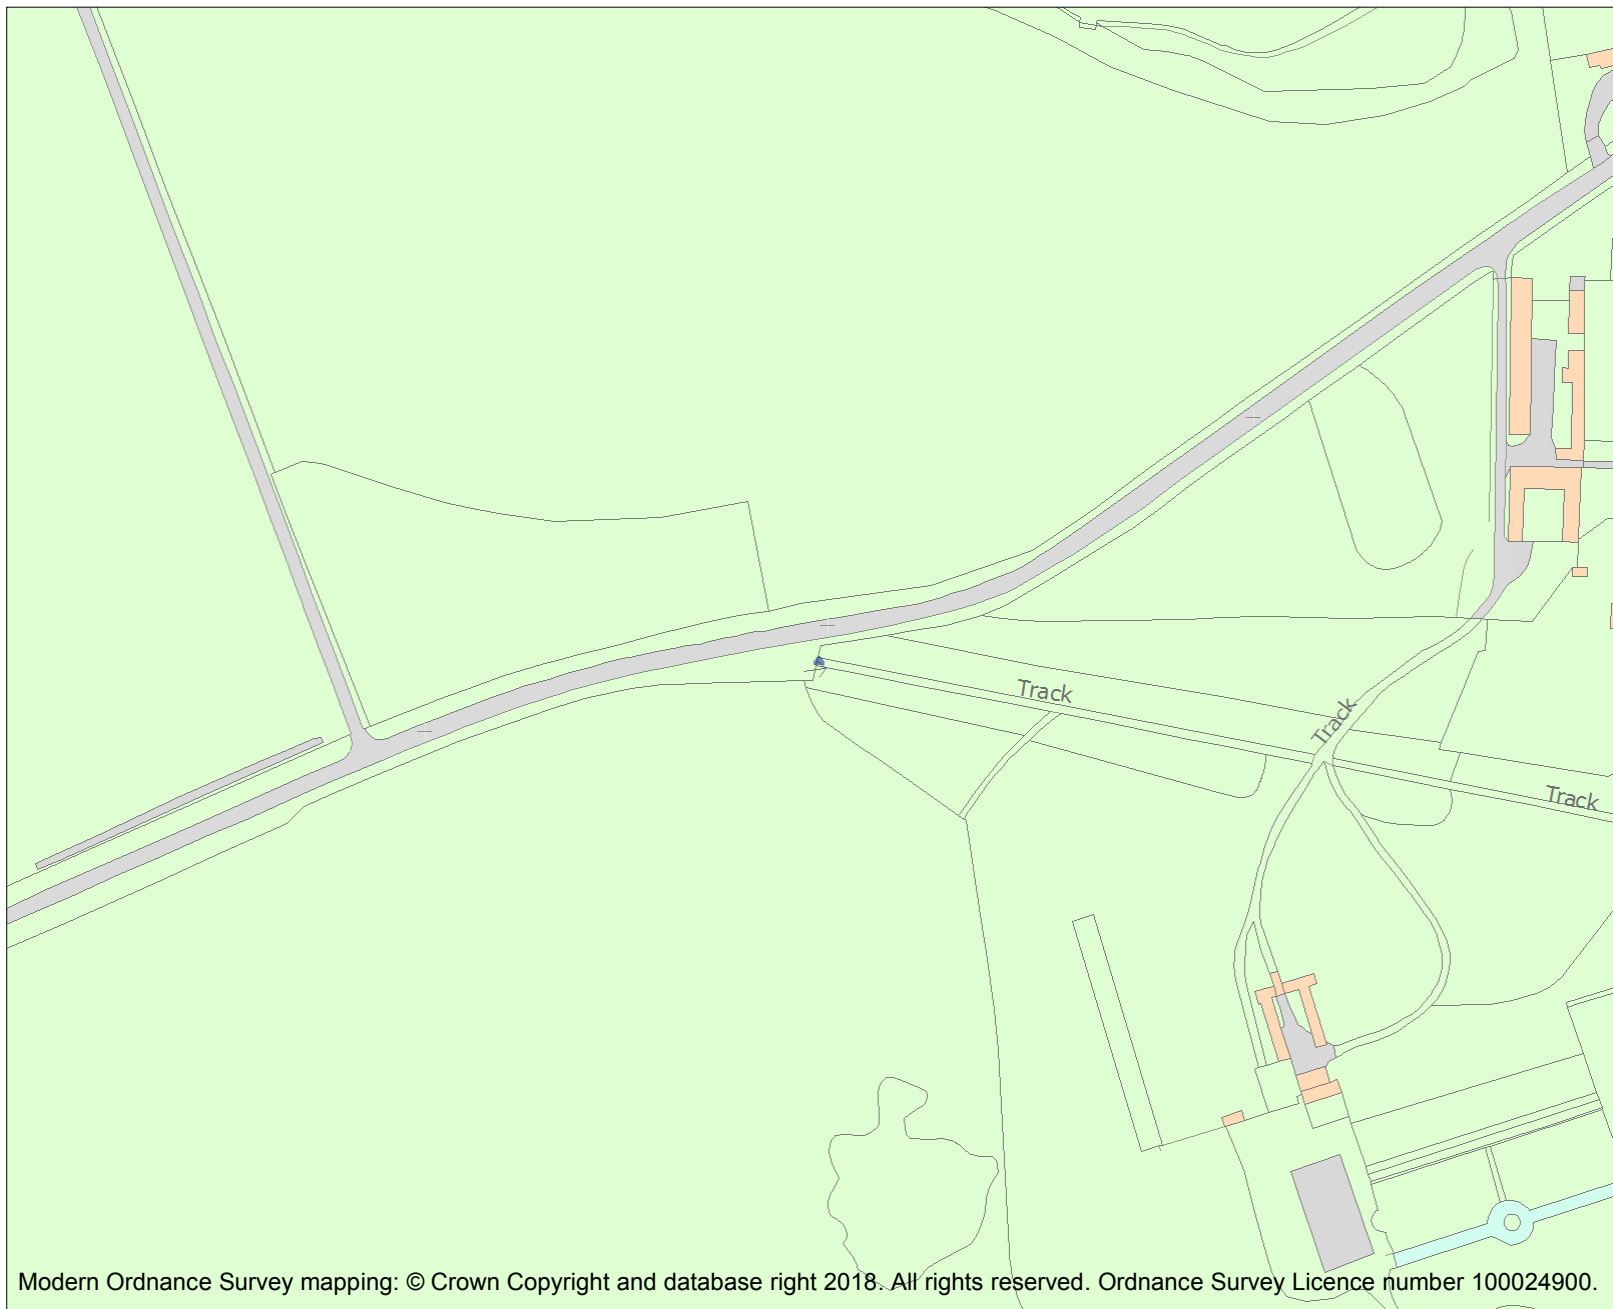 Track
Track
Track
Modern Ordnance Survey mapping: © Crown Copyright and database right 2018. All rights reserved. Ordnance Survey Licence number 100024900.